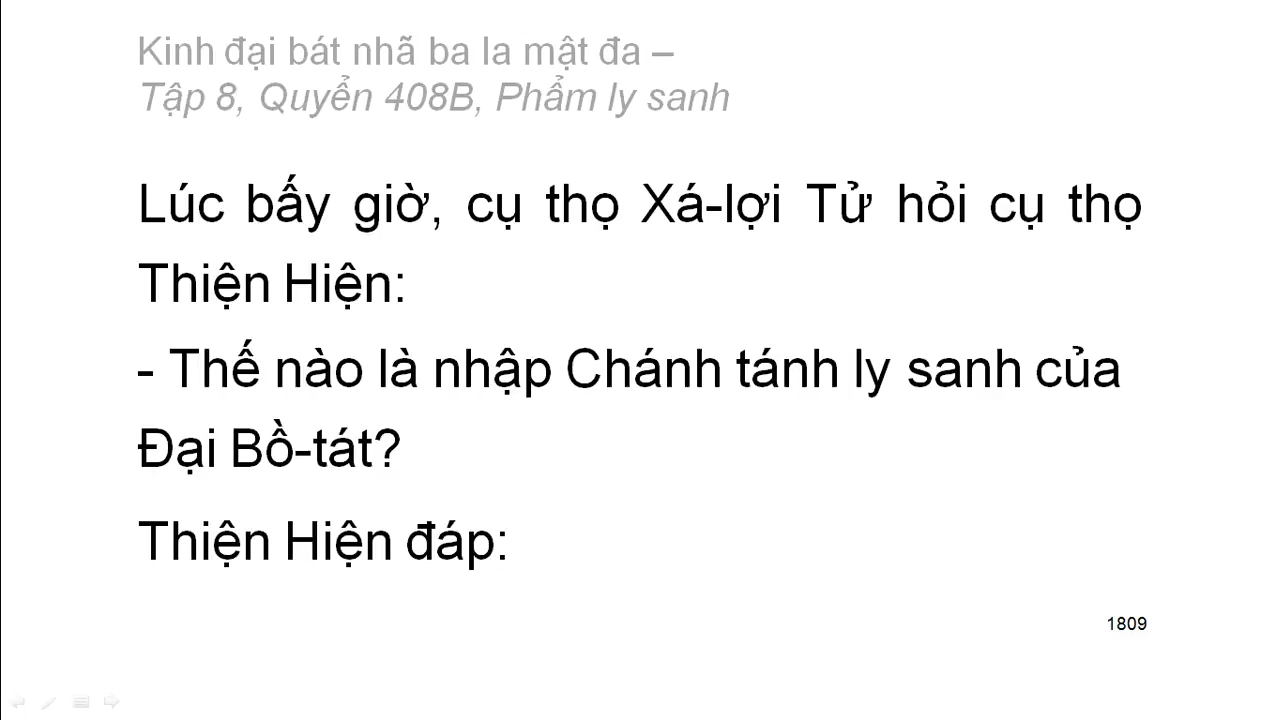 Kinh đại bát nhã ba la mật đa –
Tập 8, Quyển 408B, Phẩm ly sanh
Lúc bấy giờ, cụ thọ Xá-lợi Tử hỏi cụ thọ
Thiện Hiện:
- Thế nào là nhập Chánh tánh ly sanh của
Đại Bồ-tát?
Thiện Hiện đáp:
1809